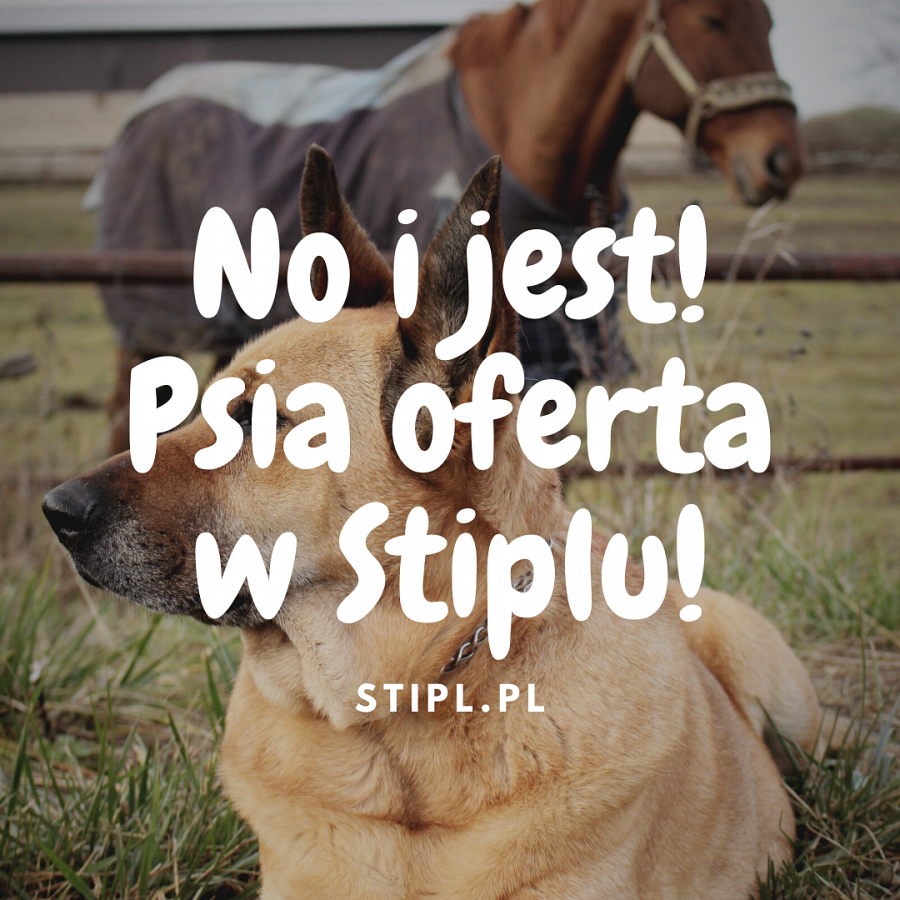 No i jest!
Psia oferta
w Stiplu!
STIPL.PL